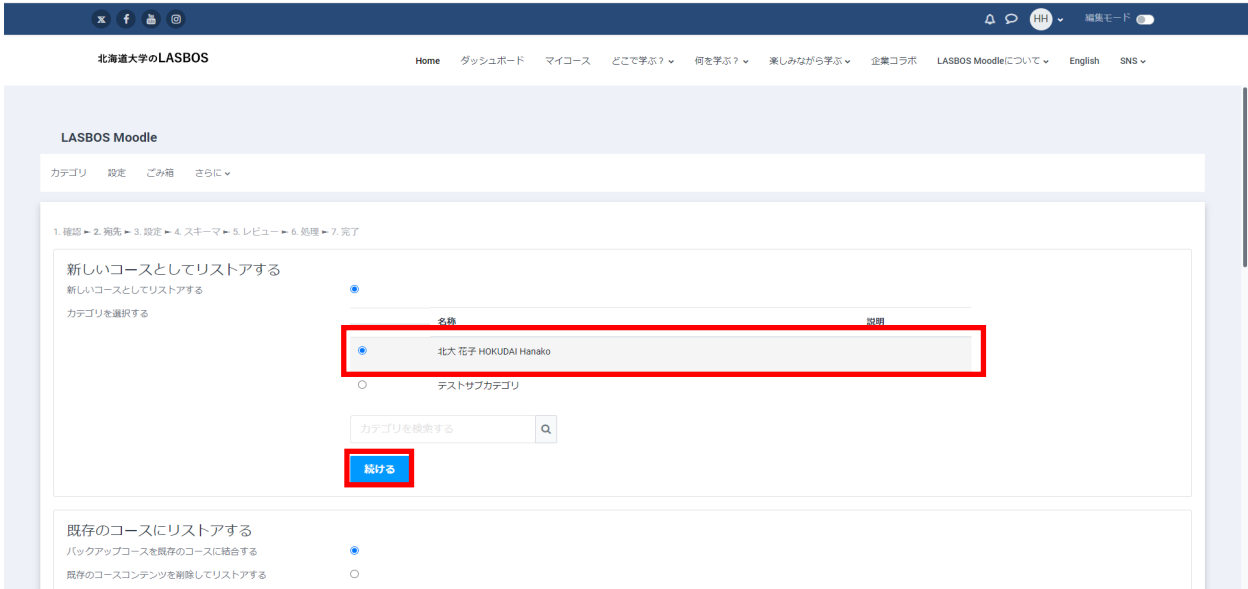 HH 編集モード
北海道大学のLASBOS
Home ダッシュボード マイコース どこで学ぶ? 何を学ぶ? 楽しみながら学ぶ 企業コラボ LASBOS Moodleについて English SNS
LASBOS Moodle
カテゴリ 設定 ごみ箱 さらに
1. 確認 ► 2. 宛先 ► 3. 設定 ► 4. スキーマ ► 5. レビュー ► 6. 処理 ► 7. 完了
新しいコースとしてリストアする
新しいコースとしてリストアする
カテゴリを選択する
名称 説明
北大 花子 HOKUDAI Hanako
テストサブカテゴリ
カテゴリを検索する
続ける
既存のコースにリストアする
バックアップコースを既存のコースに結合する
既存のコースコンテンツを削除してリストアする